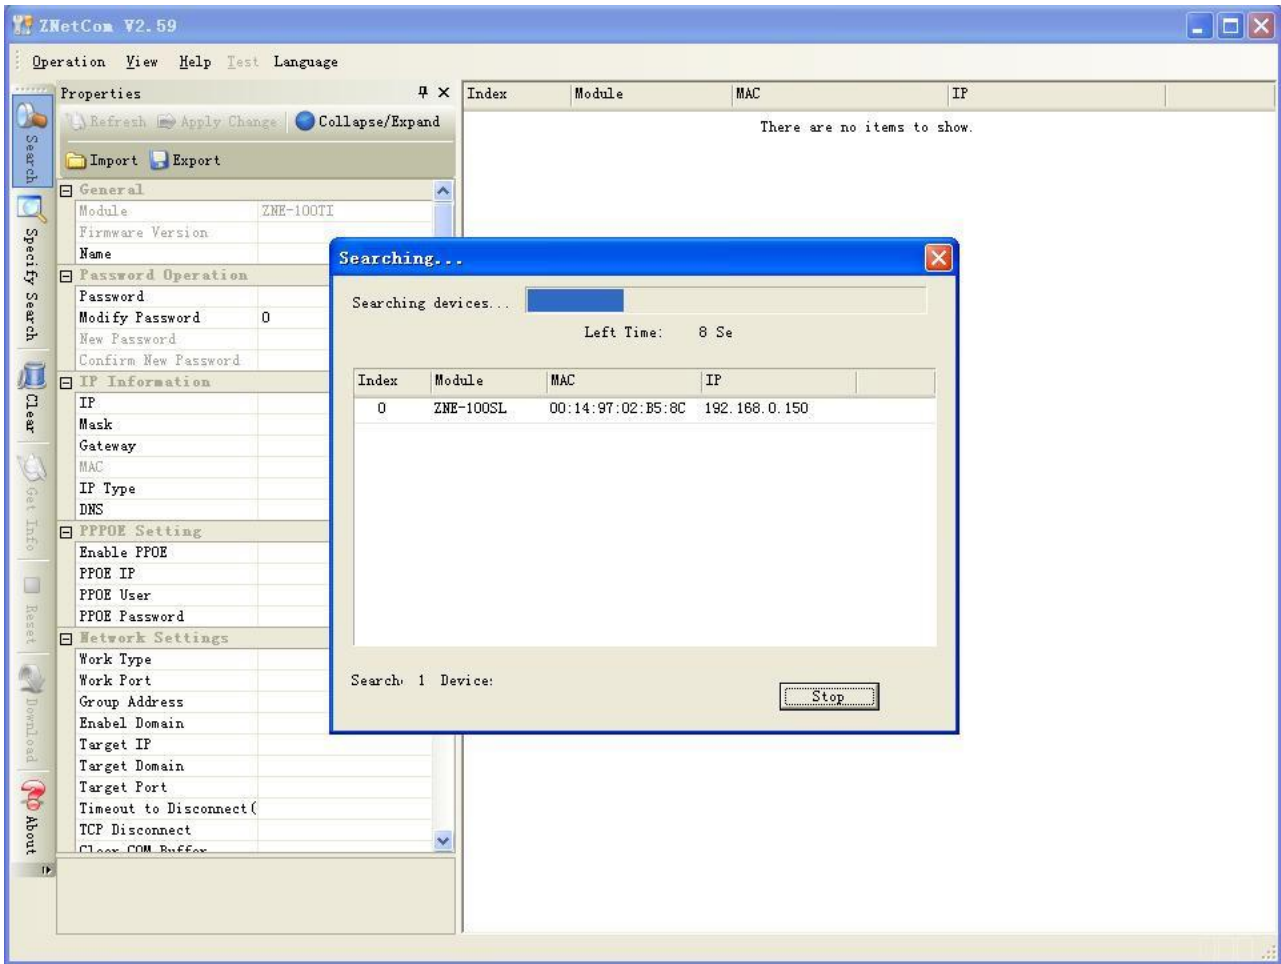 ZNetCom V2.59
Operation View Help Test Language
Search
Specify Search
Clear
Get Info
Reset
Download
About
Properties
Refresh Apply Change Collapse/Expand
Import Export
General
Module ZNE-100TI
Firmware Version
Name
Password Operation
Password
Modify Password 0
New Password
Confirm New Password
IP Information
IP
Mask
Gateway
MAC
IP Type
DNS
PPPOE Setting
Enable PPOE
PPOE IP
PPOE User
PPOE Password
Network Settings
Work Type
Work Port
Group Address
Enabel Domain
Target IP
Target Domain
Target Port
Timeout to Disconnect(
TCP Disconnect
Clear COM Buffer
Index Module MAC IP
There are no items to show.
Searching...
Searching devices...
Left Time: 8 Se
Index Module MAC IP
0 ZNE-100SL 00:14:97:02:B5:8C 192.168.0.150
Search: 1 Device:
Stop